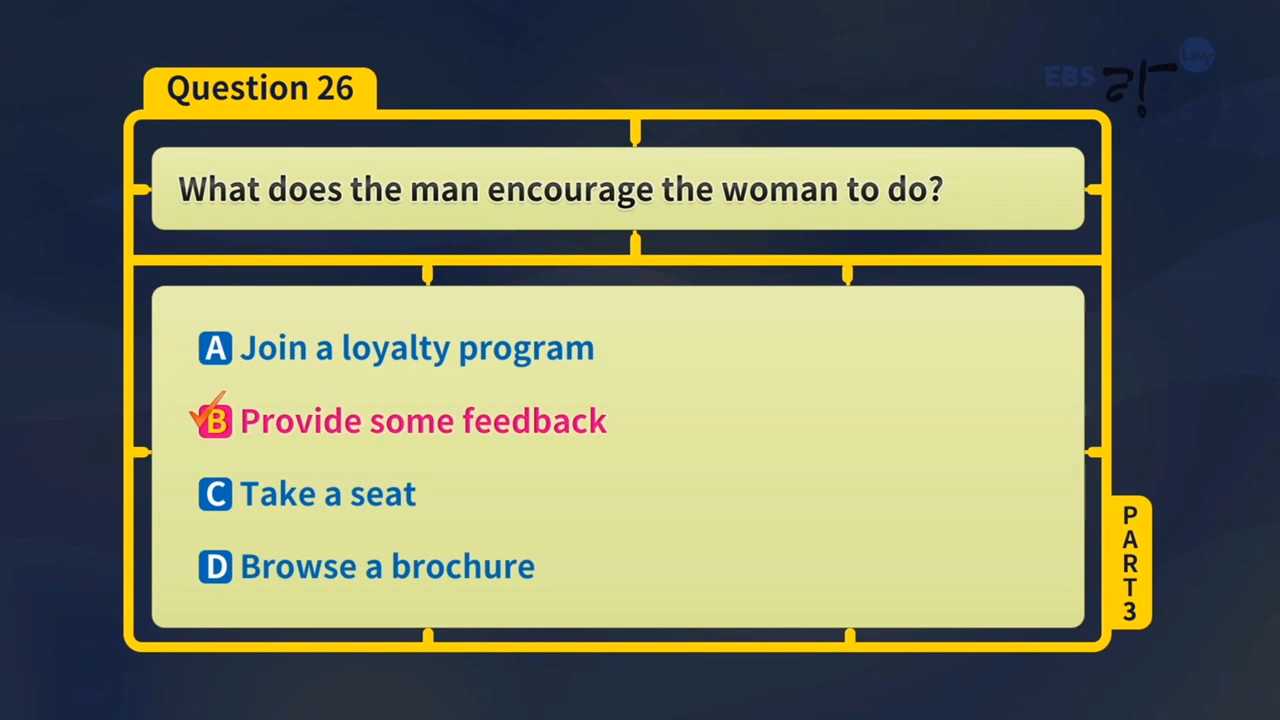 Question 26
EBS 랑
What does the man encourage the woman to do?
A Join a loyalty program
B Provide some feedback
C Take a seat
D Browse a brochure
PART3